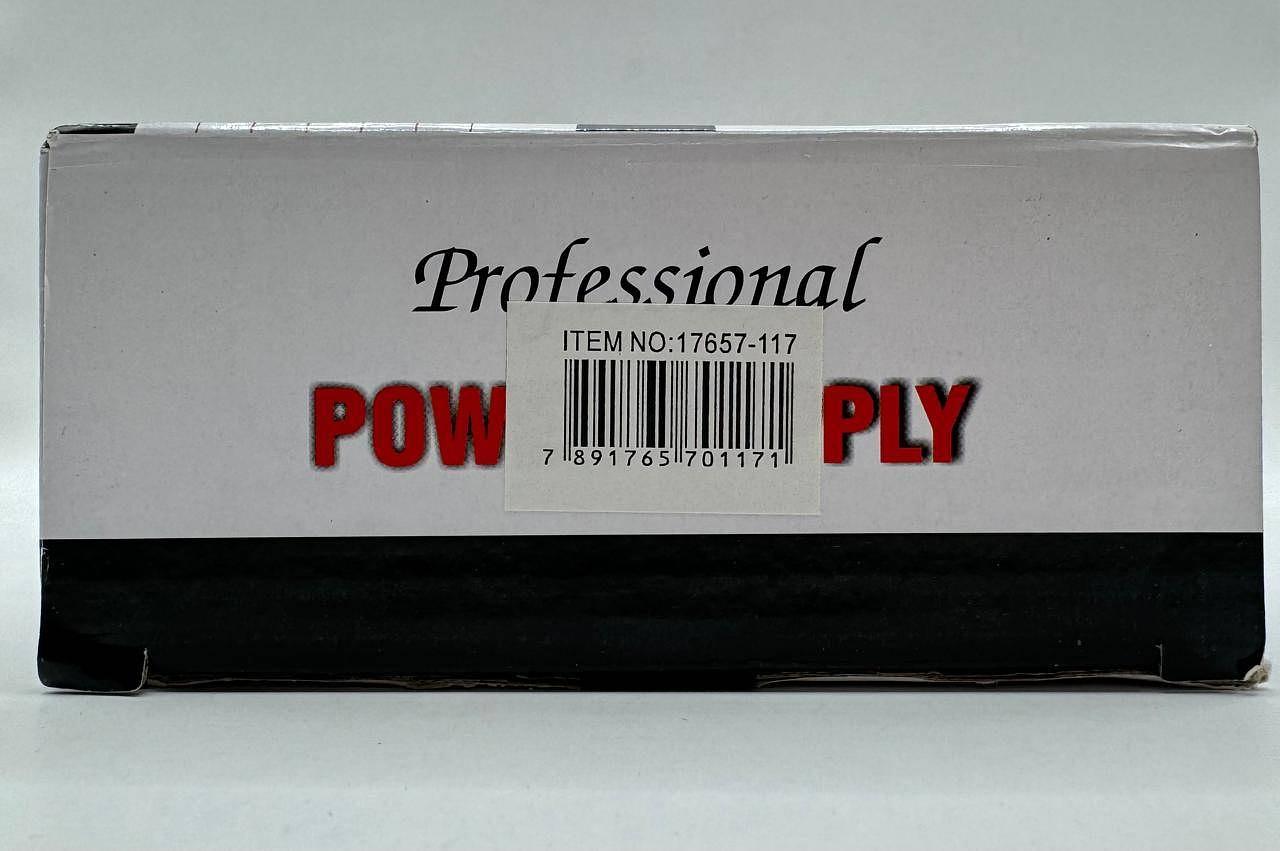 Professional
ITEM NO:17657-117
POW PLY
7 891765 701171